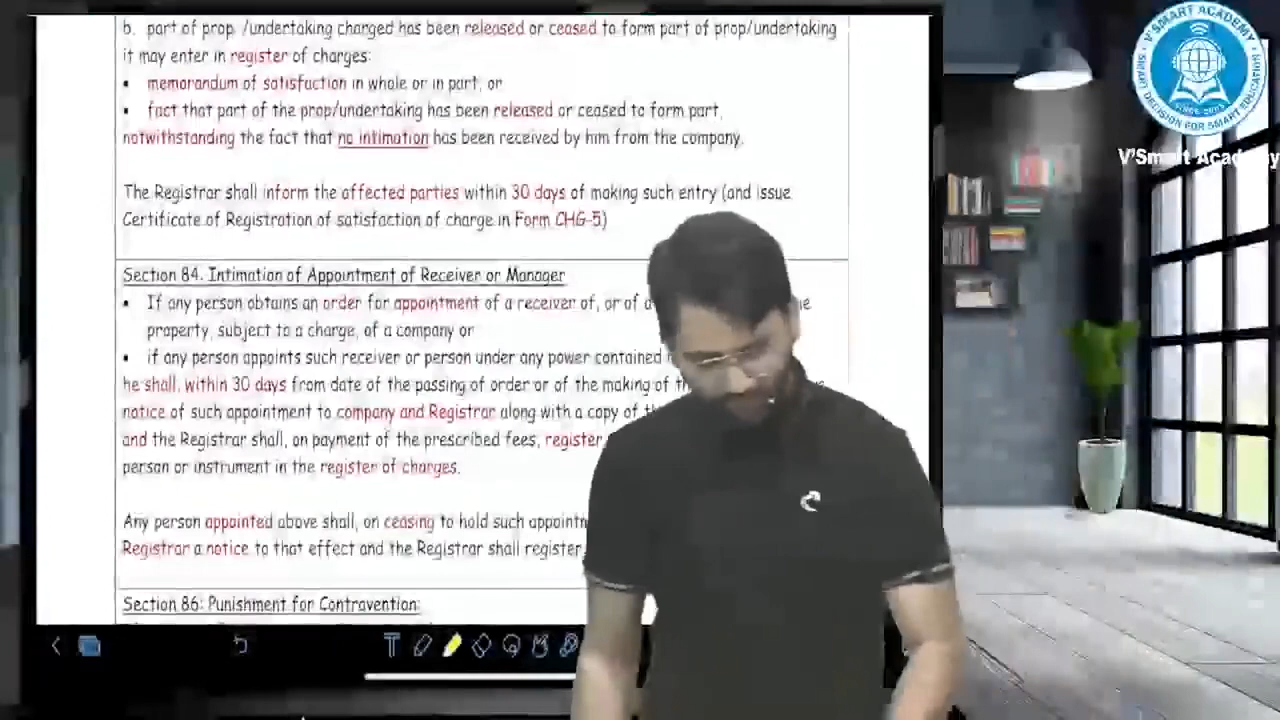 b. part of prop. /undertaking charged has been released or ceased to form part of prop/undertaking
it may enter in register of charges:
• memorandum of satisfaction in whole or in part; or
• fact that part of the prop/undertaking has been released or ceased to form part,
notwithstanding the fact that no intimation has been received by him from the company.
The Registrar shall inform the affected parties within 30 days of making such entry (and issue
Certificate of Registration of satisfaction of charge in Form CHG-5)
Section 84. Intimation of Appointment of Receiver or Manager
• If any person obtains an order for appointment of a receiver of, or of
property, subject to a charge, of a company or
• if any person appoints such receiver or person under any power contained
he shall, within 30 days from date of the passing of order or of the making of
notice of such appointment to company and Registrar along with a copy of
and the Registrar shall, on payment of the prescribed fees, register
person or instrument in the register of charges.
Any person appointed above shall, on ceasing to hold such
Registrar a notice to that effect and the Registrar shall register
Section 86: Punishment for Contravention:
V'SMART ACADEMY
SINCE 2003
SMART DECISION FOR SMART EDUCATION
V'Smart Academy